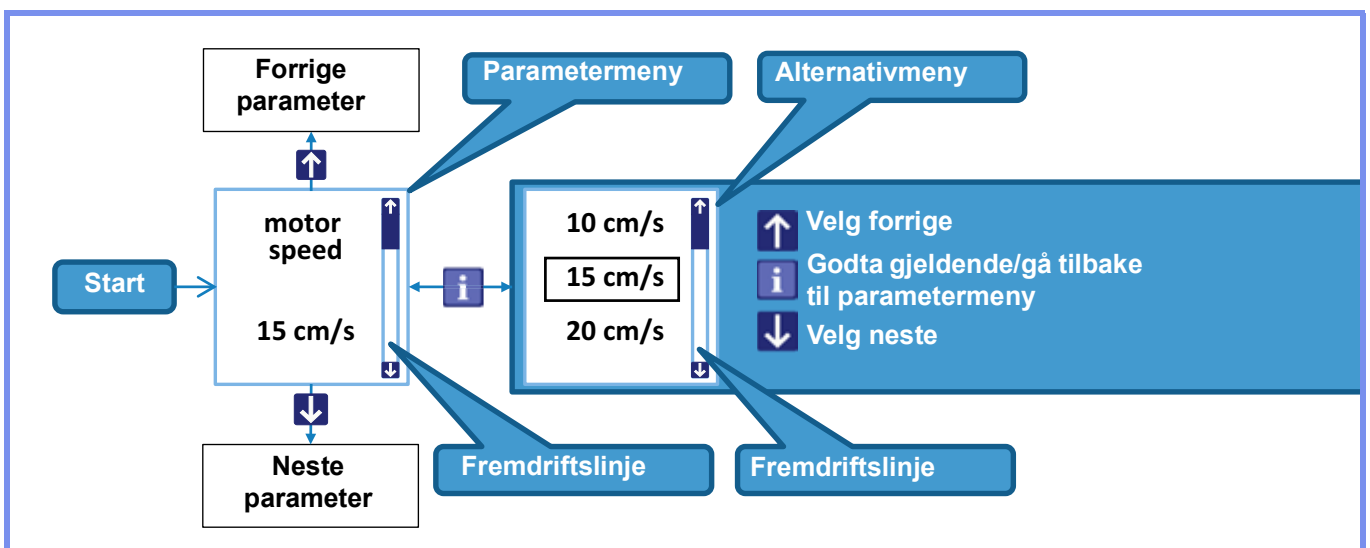 Forrige
parameter
Parametermeny
Alternativmeny
motor
speed
15 cm/s
Start
i
10 cm/s
15 cm/s
20 cm/s
Velg forrige
i
Godta gjeldende/gå tilbake
til parametermeny
Velg neste
Neste
parameter
Fremdriftslinje
Fremdriftslinje